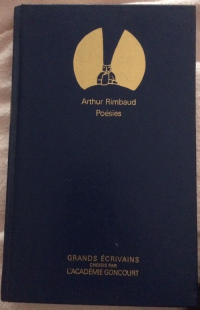 Arthur Rimbaud
Poésies
GRANDS ÉCRIVAINS
CHOISIS PAR
L'ACADÉMIE GONCOURT